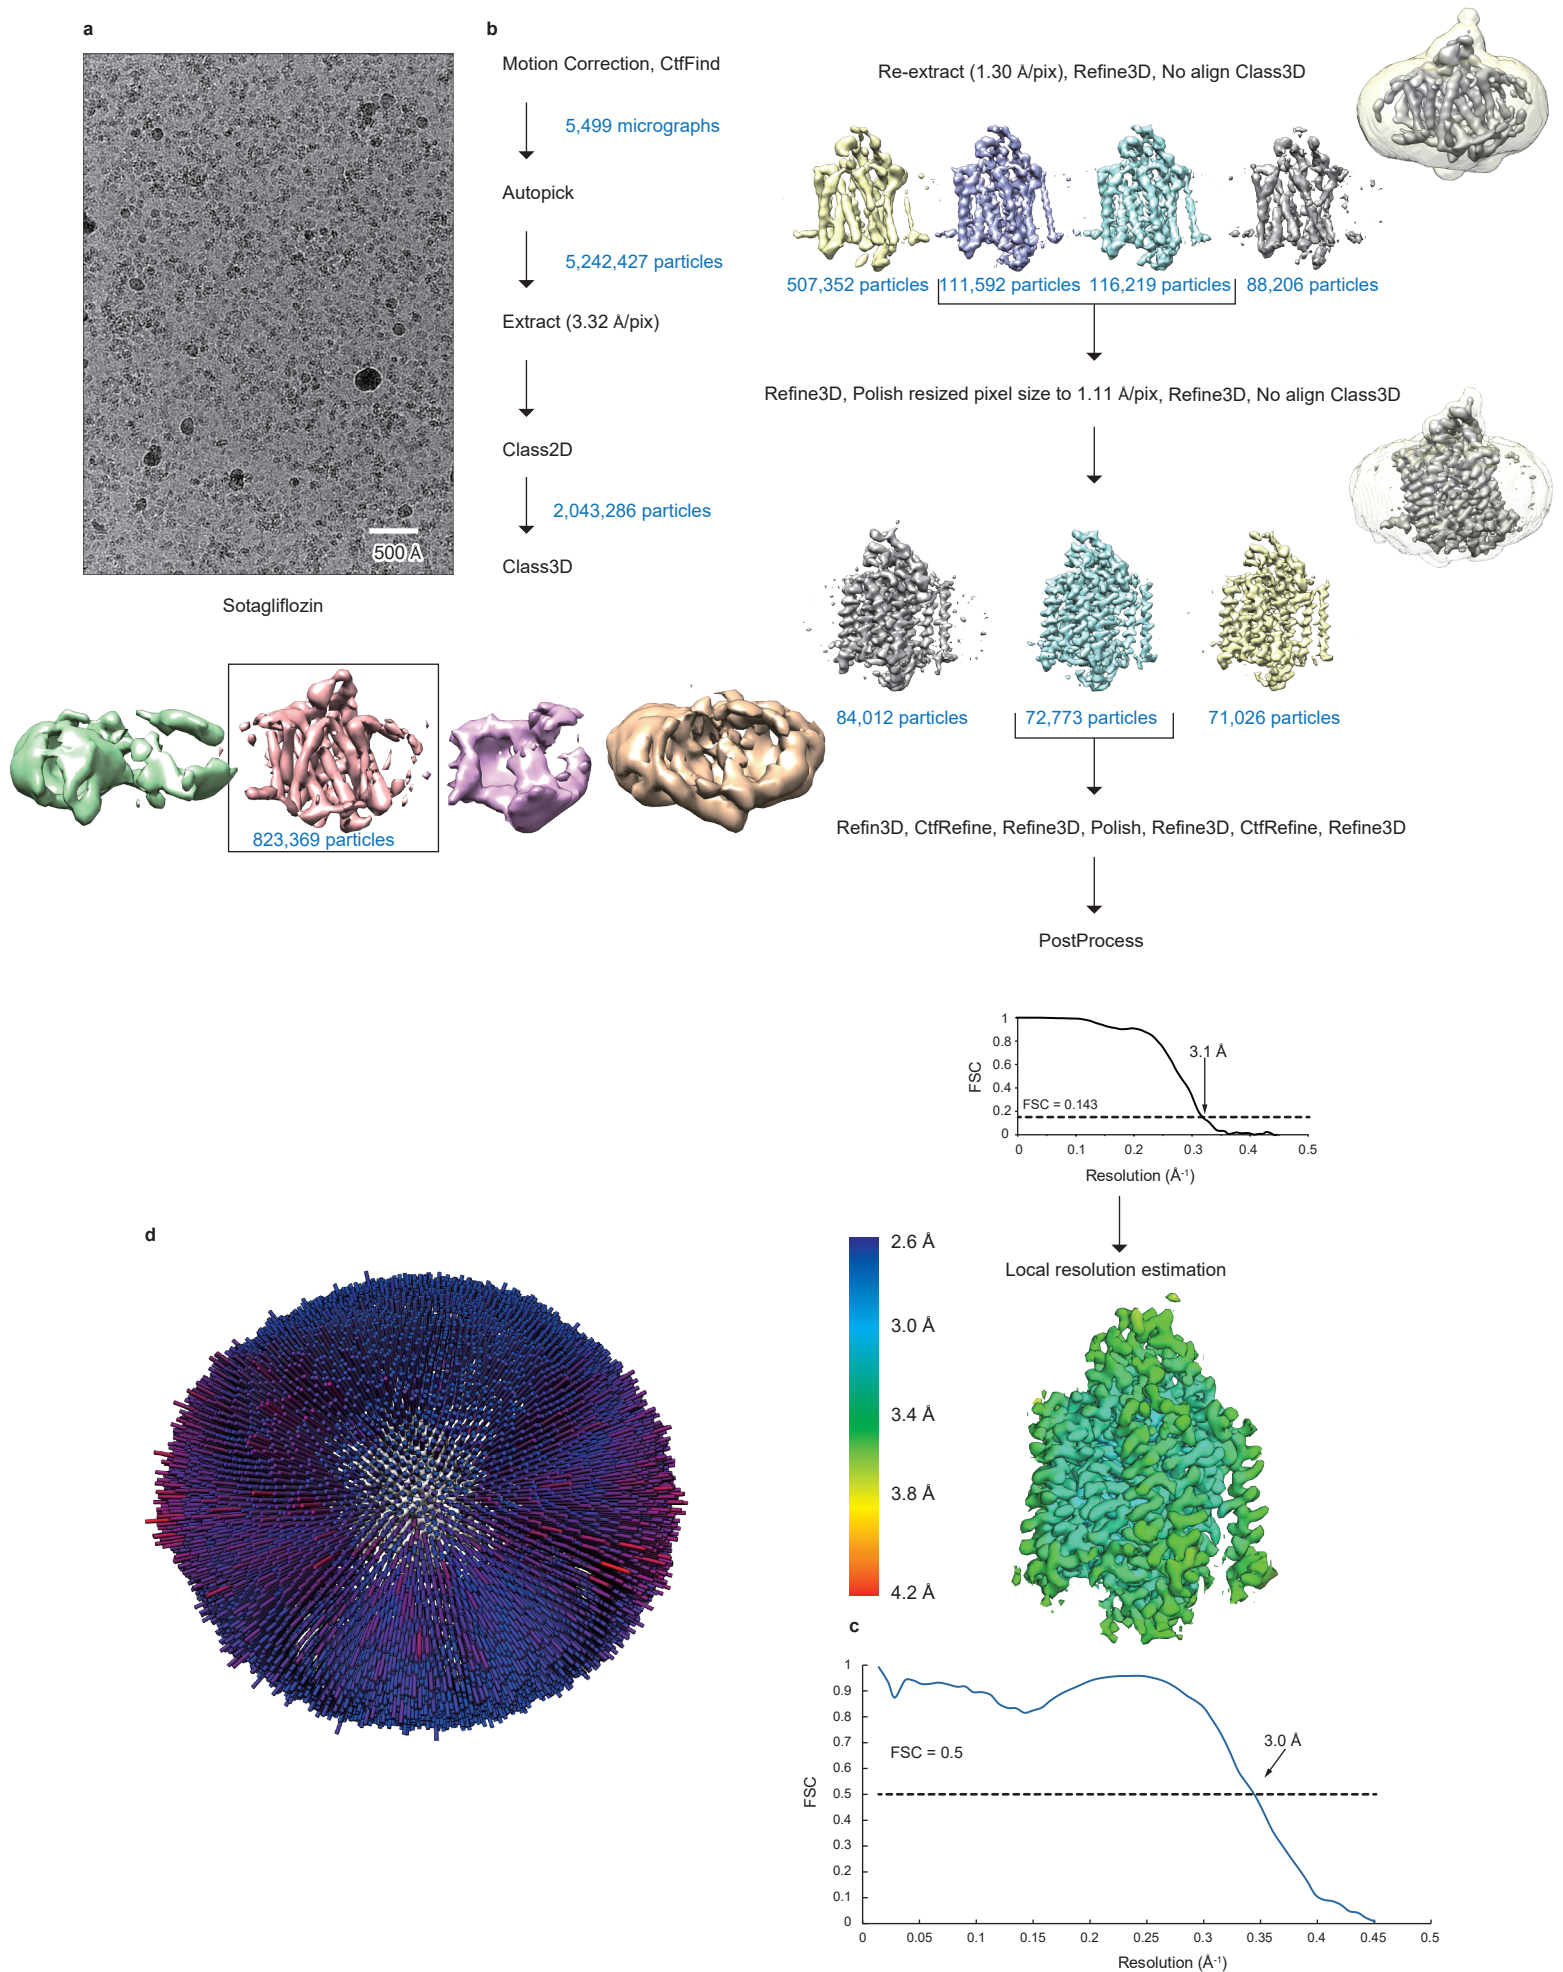 a
500 Å
Sotagliflozin
b
Motion Correction, CtfFind
5,499 micrographs
Autopick
5,242,427 particles
Extract (3.32 Å/pix)
Class2D
2,043,286 particles
Class3D
823,369 particles
Re-extract (1.30 Å/pix), Refine3D, No align Class3D
507,352 particles 111,592 particles 116,219 particles 88,206 particles
Refine3D, Polish resized pixel size to 1.11 Å/pix, Refine3D, No align Class3D
84,012 particles 72,773 particles 71,026 particles
Refin3D, CtfRefine, Refine3D, Polish, Refine3D, CtfRefine, Refine3D
PostProcess
1
0.8
0.6
0.4
0.2
0
FSC
3.1 Å
FSC = 0.143
0 0.1 0.2 0.3 0.4 0.5
Resolution (Å-1)
Local resolution estimation
2.6 Å
3.0 Å
3.4 Å
3.8 Å
4.2 Å
d
c
1
0.9
0.8
0.7
0.6
0.5
0.4
0.3
0.2
0.1
0
FSC
FSC = 0.5
3.0 Å
0 0.05 0.1 0.15 0.2 0.25 0.3 0.35 0.4 0.45 0.5
Resolution (Å-1)